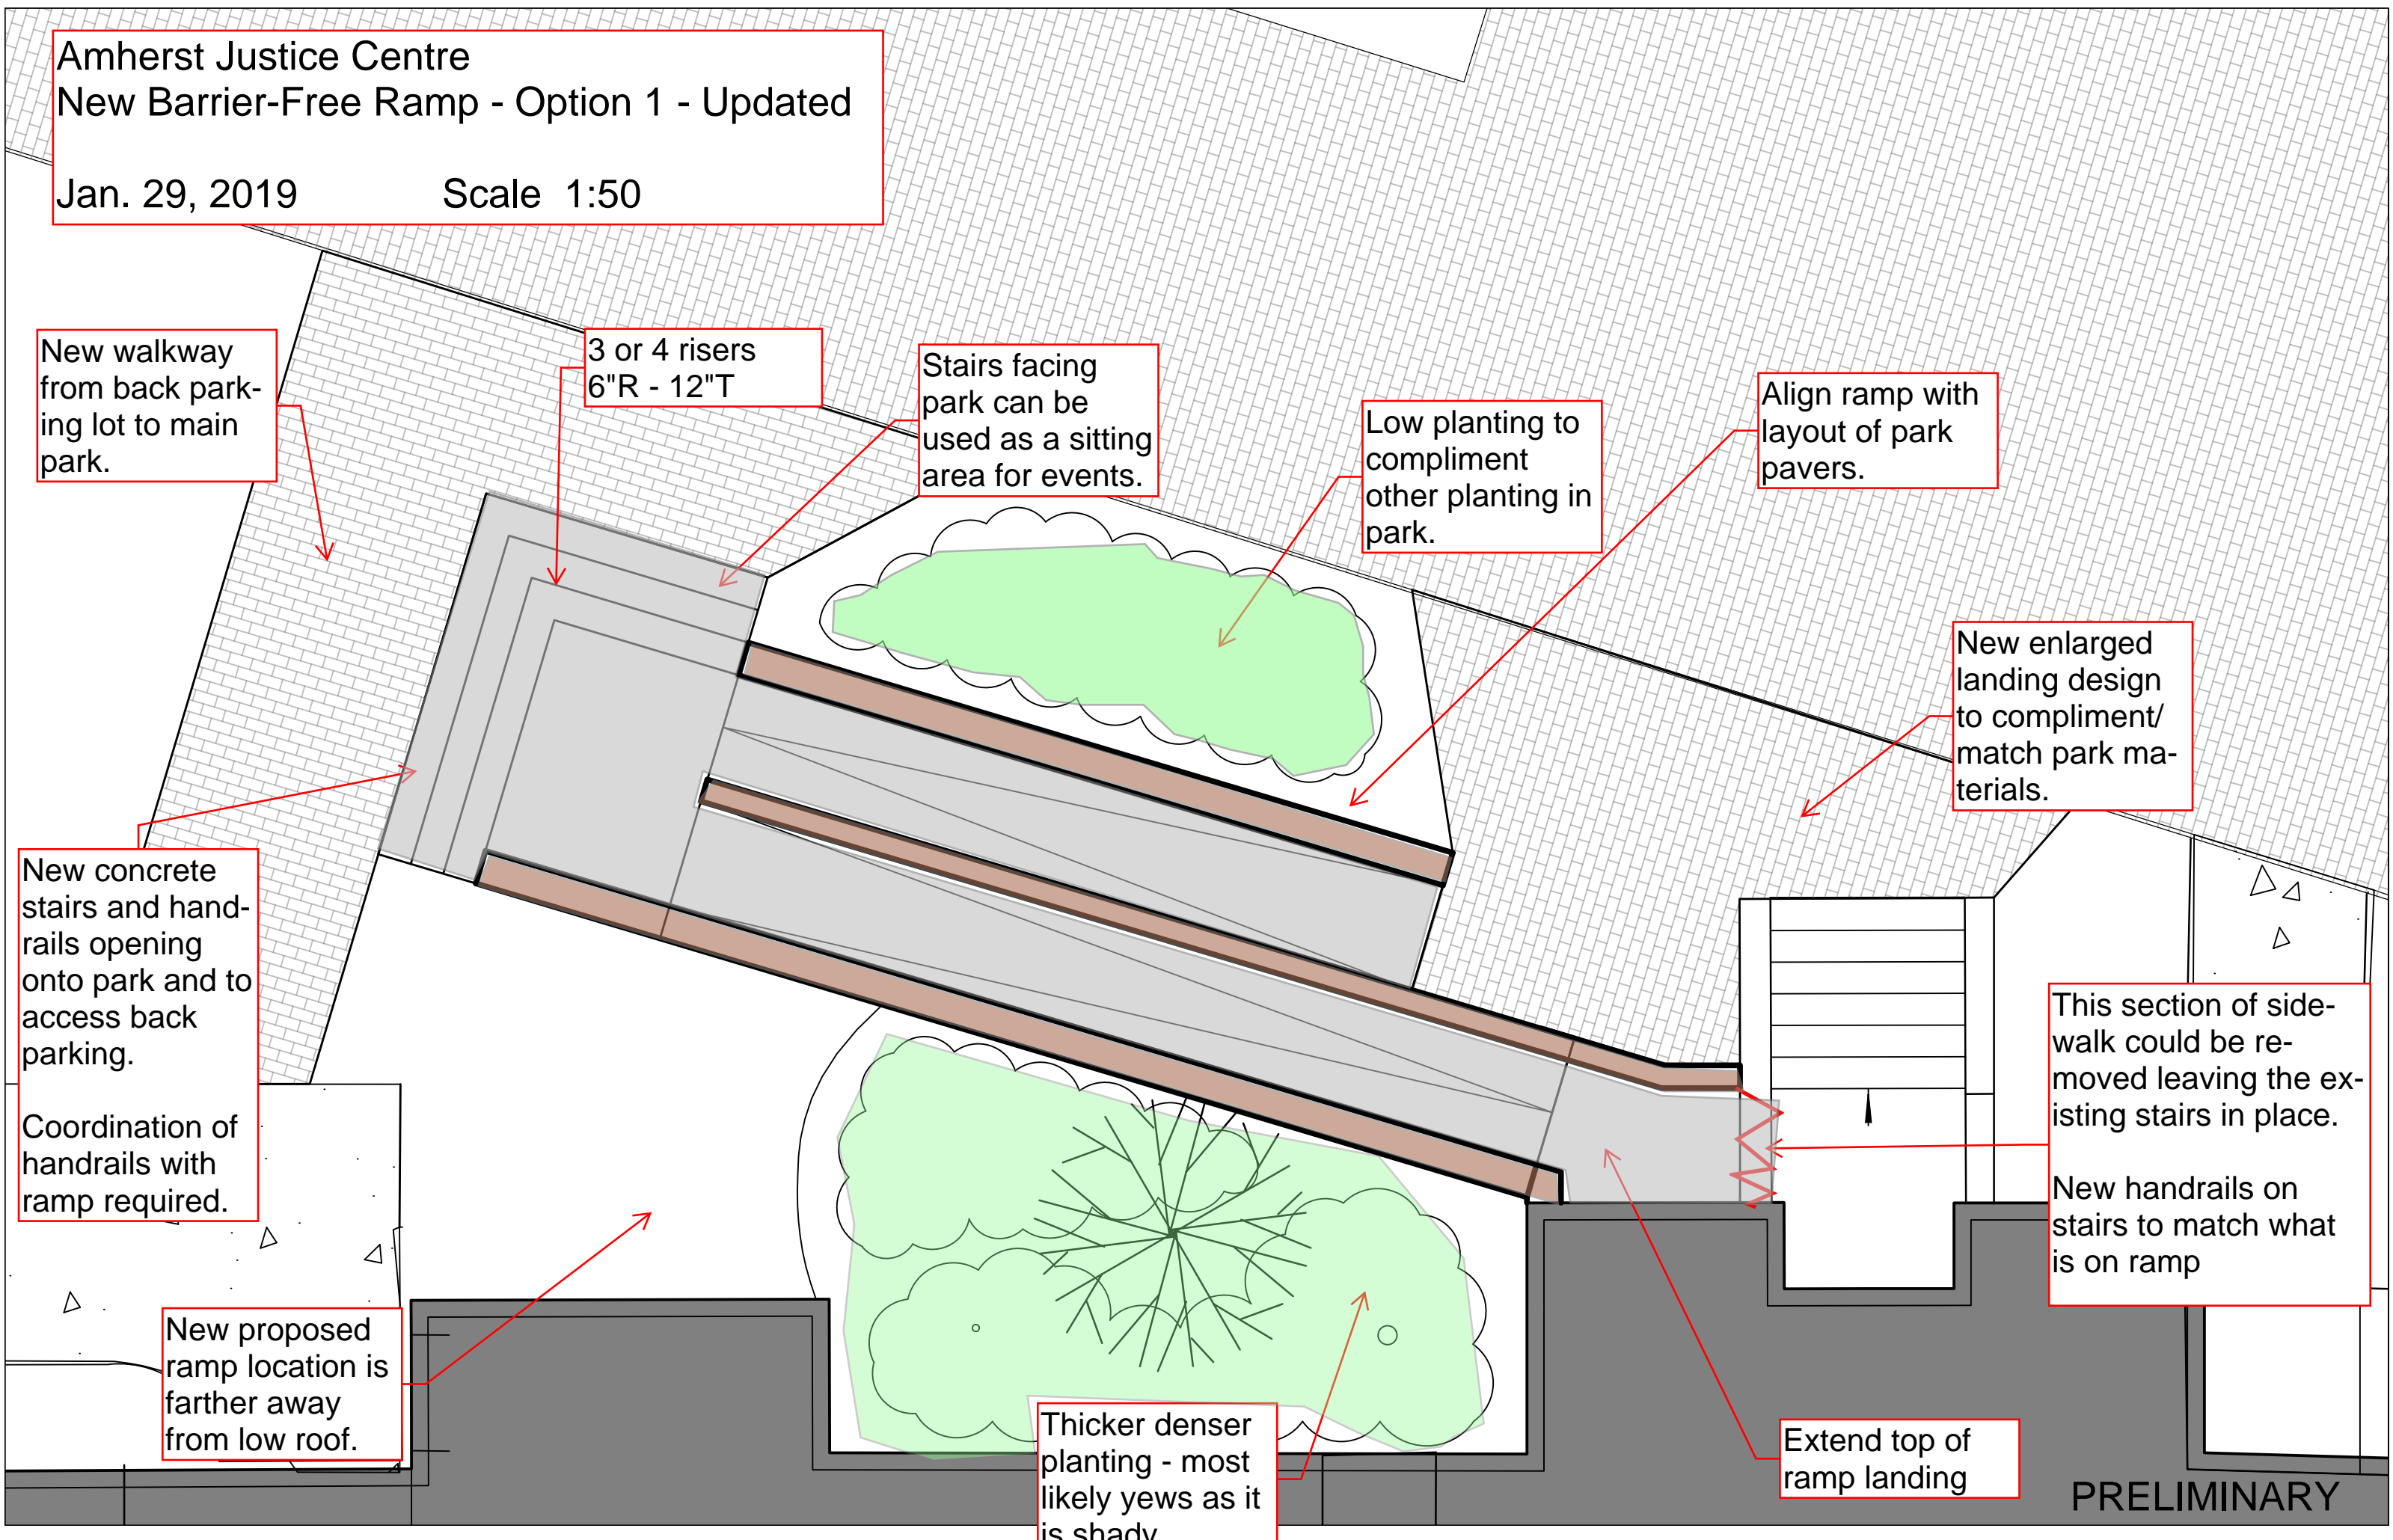 Amherst Justice Centre
New Barrier-Free Ramp - Option 1 - Updated
Jan. 29, 2019 Scale 1:50
New walkway
from back park-
ing lot to main
park.
3 or 4 risers
6"R - 12"T
Stairs facing
park can be
used as a sitting
area for events.
Low planting to
compliment
other planting in
park.
Align ramp with
layout of park
pavers.
New enlarged
landing design
to compliment/
match park ma-
terials.
New concrete
stairs and hand-
rails opening
onto park and to
access back
parking.
Coordination of
handrails with
ramp required.
This section of side-
walk could be re-
moved leaving the ex-
isting stairs in place.
New handrails on
stairs to match what
is on ramp
New proposed
ramp location is
farther away
from low roof.
Thicker denser
planting - most
likely yews as it
is shady
Extend top of
ramp landing
PRELIMINARY